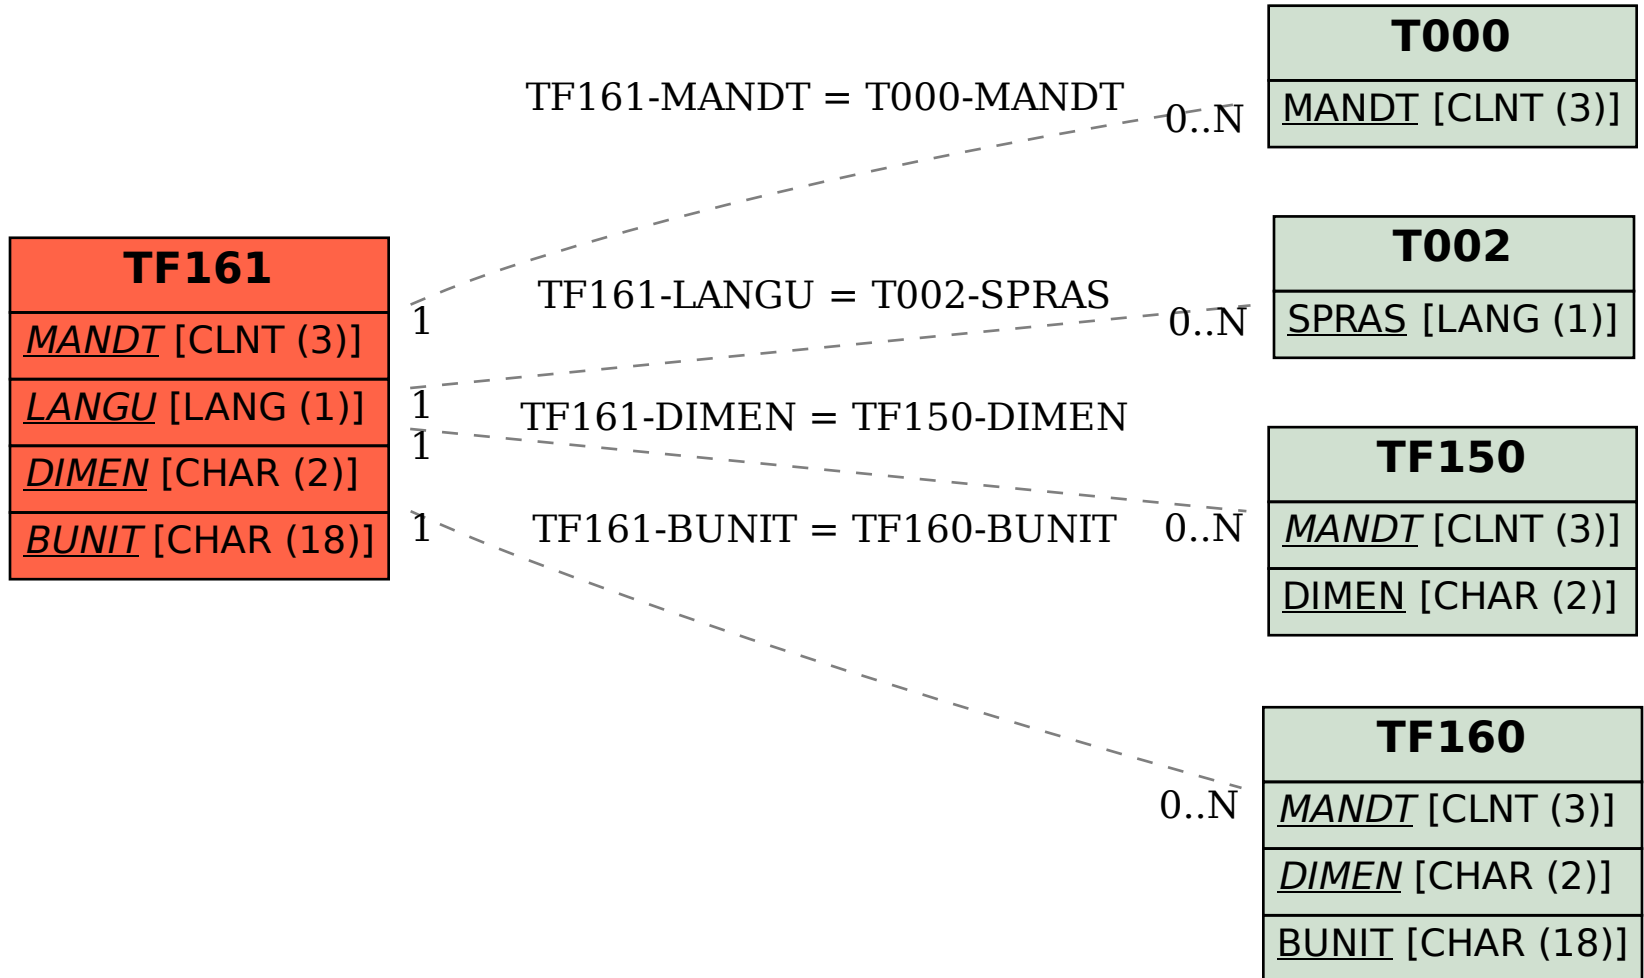 T000
MANDT [CLNT (3)]
TF161-MANDT = T000-MANDT
0..N
1
T002
SPRAS [LANG (1)]
TF161-LANGU = T002-SPRAS
0..N
1
TF161
MANDT [CLNT (3)]
LANGU [LANG (1)]
DIMEN [CHAR (2)]
BUNIT [CHAR (18)]
TF161-DIMEN = TF150-DIMEN
1
0..N
TF150
MANDT [CLNT (3)]
DIMEN [CHAR (2)]
TF161-BUNIT = TF160-BUNIT
1
0..N
TF160
MANDT [CLNT (3)]
DIMEN [CHAR (2)]
BUNIT [CHAR (18)]